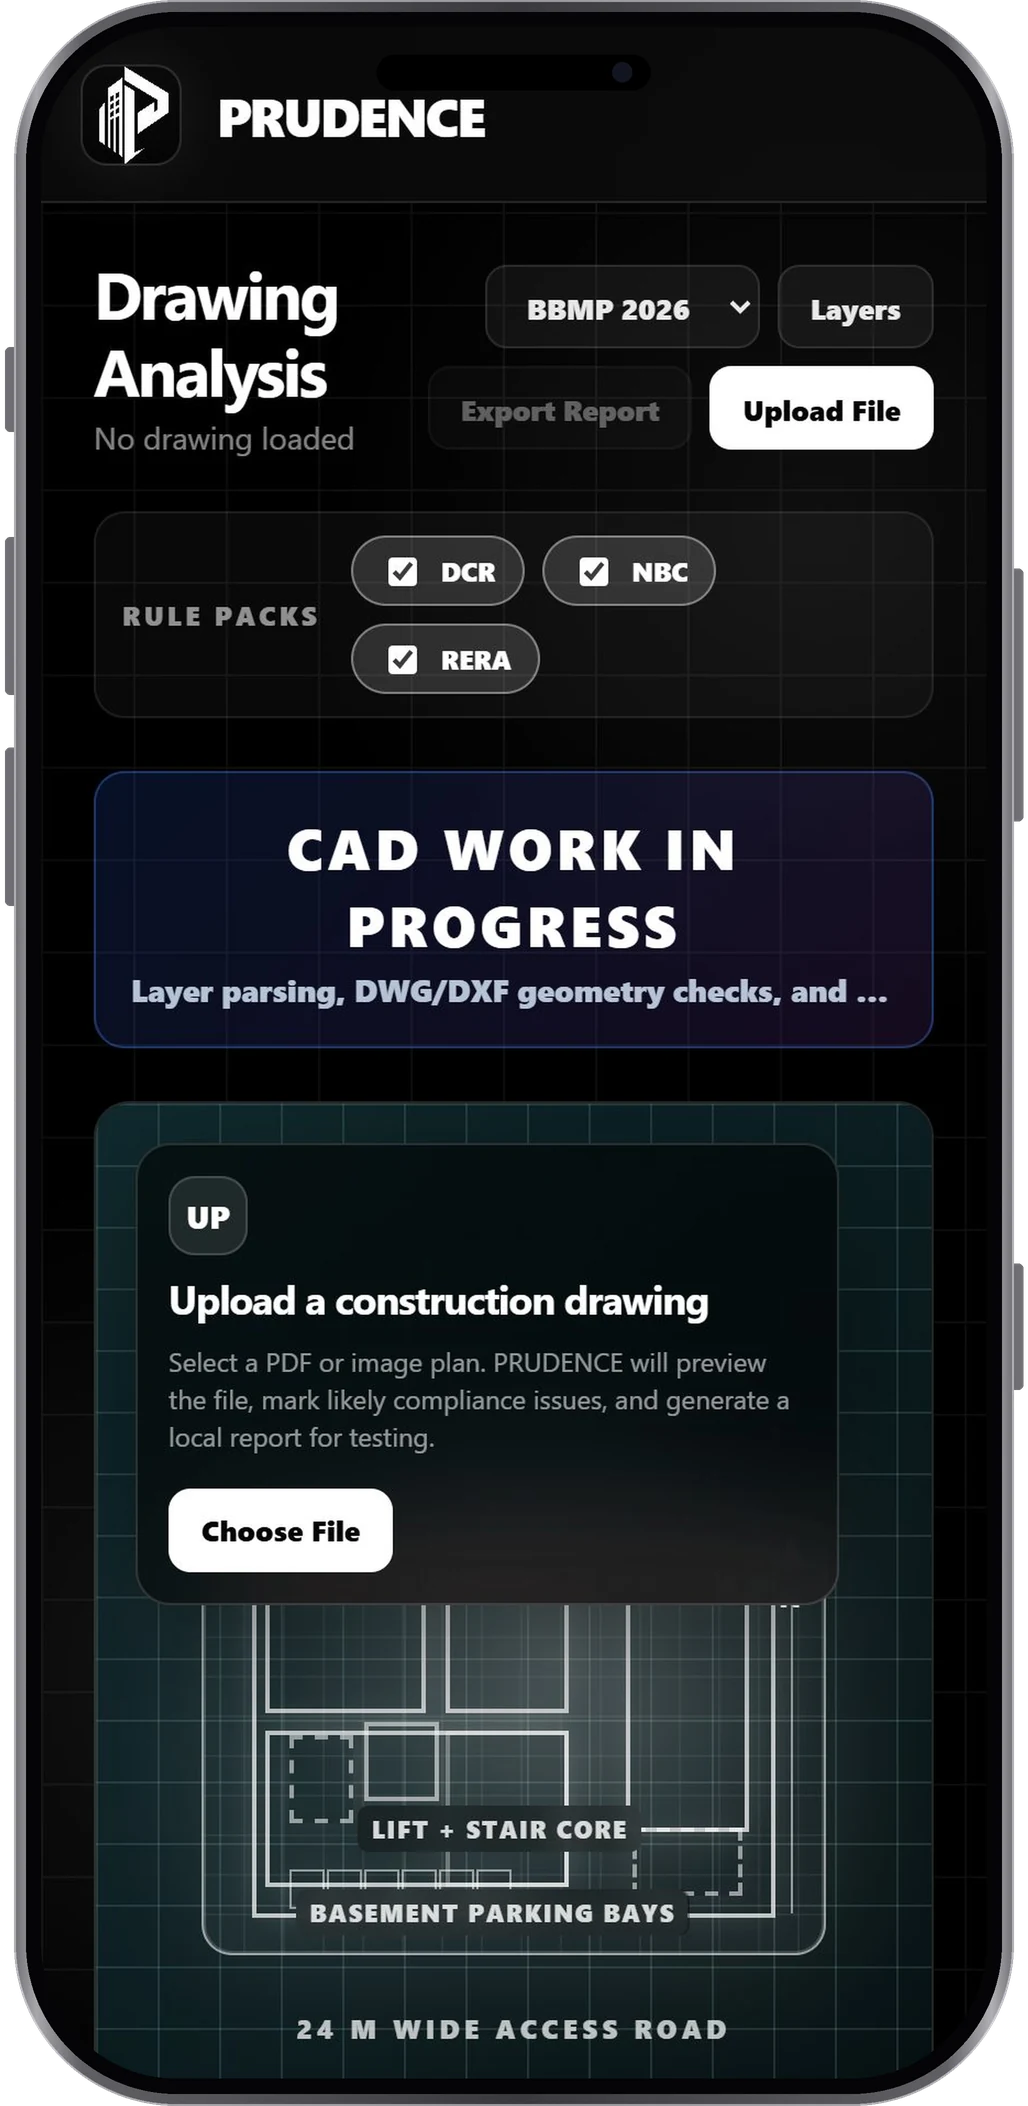 PRUDENCE
Drawing
Analysis
No drawing loaded
BBMP 2026
Layers
Export Report
Upload File
RULE PACKS
DCR
NBC
RERA
CAD WORK IN
PROGRESS
Layer parsing, DWG/DXF geometry checks, and ...
UP
Upload a construction drawing
Select a PDF or image plan. PRUDENCE will preview
the file, mark likely compliance issues, and generate a
local report for testing.
Choose File
LIFT + STAIR CORE
BASEMENT PARKING BAYS
24 M WIDE ACCESS ROAD